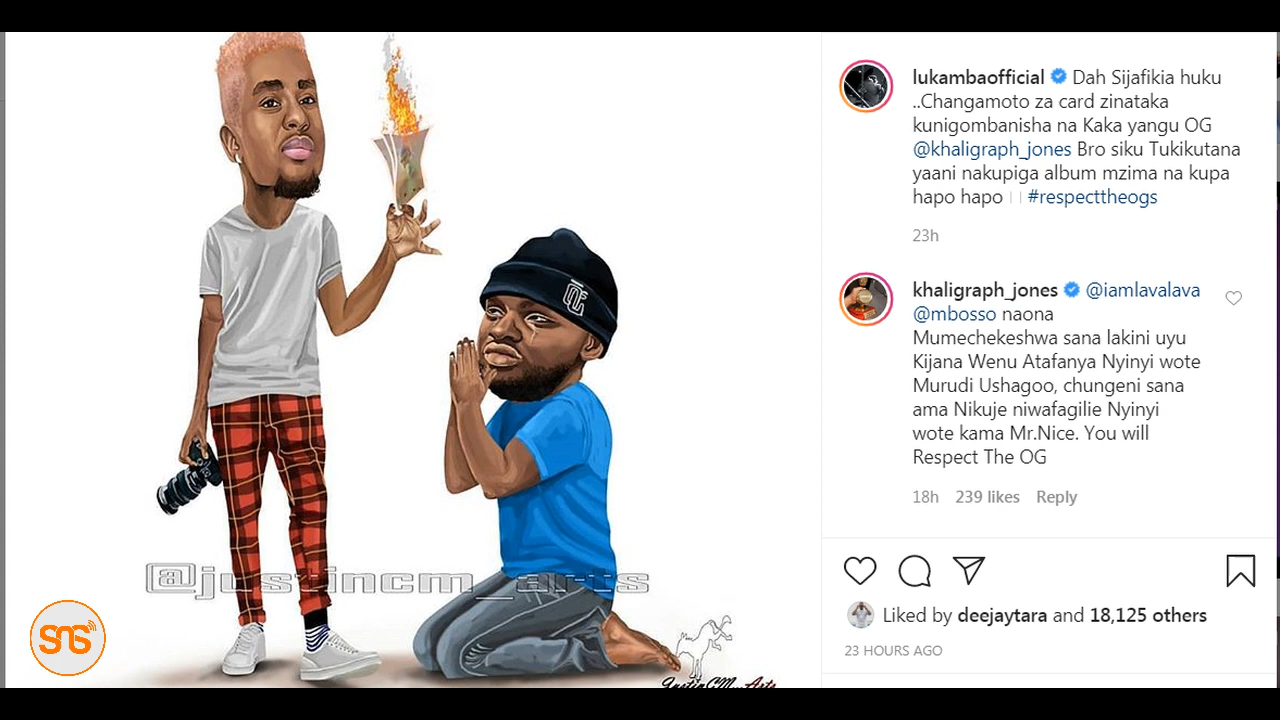 lukambaofficial Dah Sijafikia huku
..Changamoto za card zinataka
kunigombanisha na Kaka yangu OG
@khaligraph_jones Bro siku Tukikutana
yaani nakupiga album mzima na kupa
hapo hapo #respecttheogs
23h
khaligraph_jones @iamlavalava
@mbosso naona
Mumechekeshwa sana lakini uyu
Kijana Wenu Atafanya Nyinyi wote
Murudi Ushagoo, chungeni sana
ama Nikuje niwafagilie Nyinyi
wote kama Mr.Nice. You will
Respect The OG
18h 239 likes Reply
@justincm_arts
SNS
JustinCM_Arts
Liked by deejaytara and 18,125 others
23 HOURS AGO